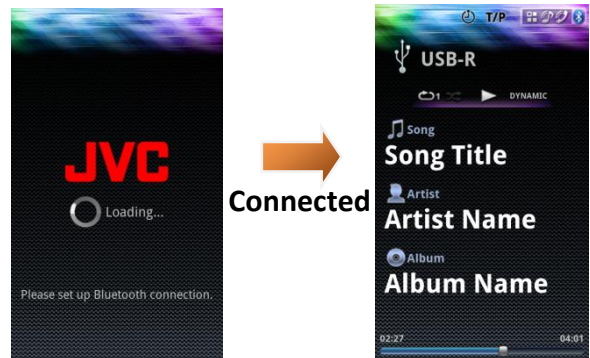 JVC
Loading...
Please set up Bluetooth connection.
Connected
T/P
USB-R
1
DYNAMIC
Song
Song Title
Artist
Artist Name
Album
Album Name
02:27 04:01